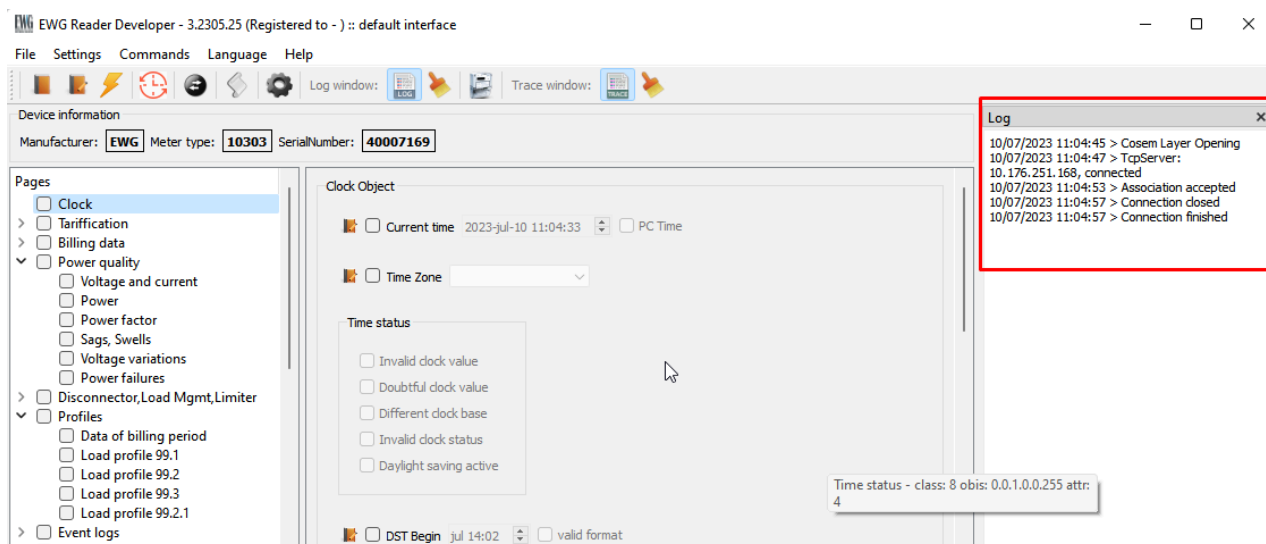 EWG EWG Reader Developer - 3.2305.25 (Registered to - ) :: default interface
File Settings Commands Language Help
Log window: LOG Trace window: TRACE
Device information
Manufacturer: EWG Meter type: 10303 SerialNumber: 40007169
Pages
Clock
Tariffication
Billing data
Power quality
Voltage and current
Power
Power factor
Sags, Swells
Voltage variations
Power failures
Disconnector,Load Mgmt,Limiter
Profiles
Data of billing period
Load profile 99.1
Load profile 99.2
Load profile 99.3
Load profile 99.2.1
Event logs
Clock Object
Current time 2023-jul-10 11:04:33 PC Time
Time Zone
Time status
Invalid clock value
Doubtful clock value
Different clock base
Invalid clock status
Daylight saving active
DST Begin jul 14:02 valid format
Time status - class: 8 obis: 0.0.1.0.0.255 attr:
4
Log
10/07/2023 11:04:45 > Cosem Layer Opening
10/07/2023 11:04:47 > TcpServer:
10.176.251.168, connected
10/07/2023 11:04:53 > Association accepted
10/07/2023 11:04:57 > Connection closed
10/07/2023 11:04:57 > Connection finished